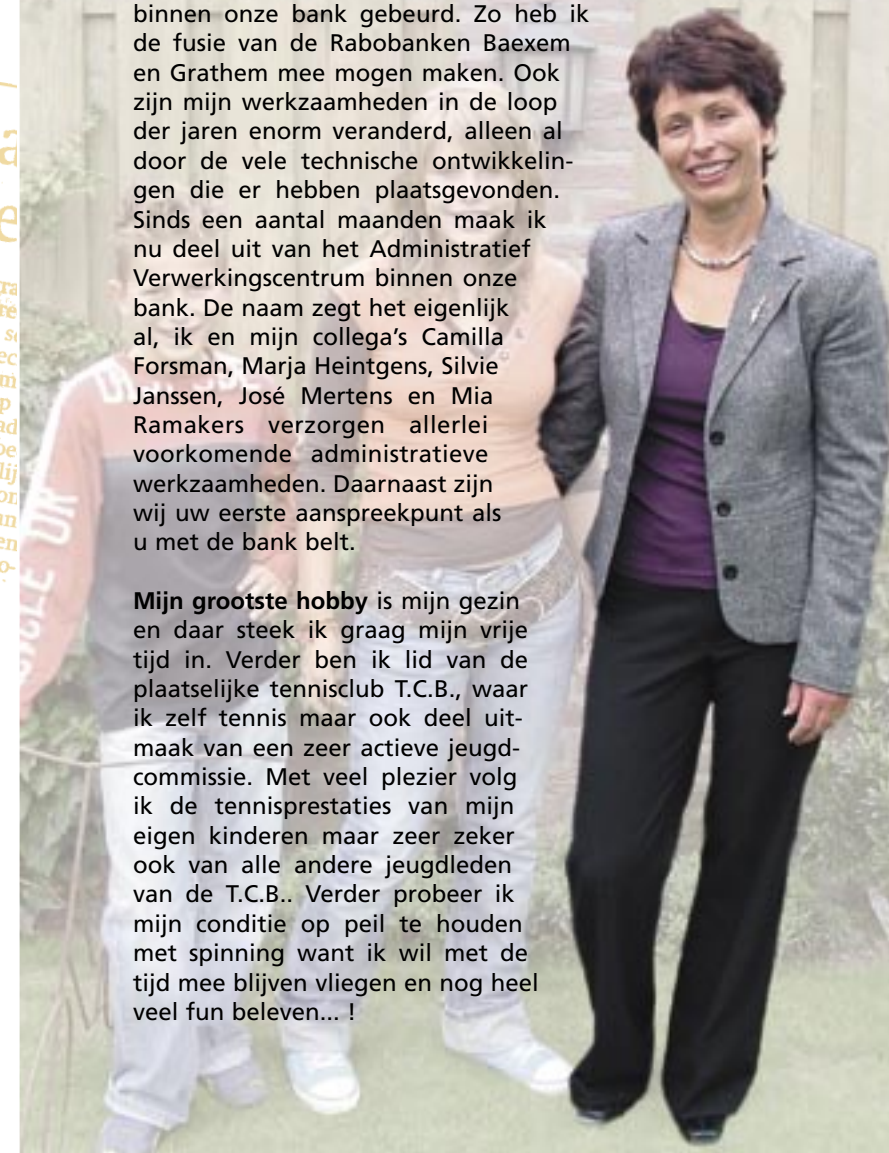 binnen onze bank gebeurd. Zo heb ik
de fusie van de Rabobanken Baexem
en Grathem mee mogen maken. Ook
zijn mijn werkzaamheden in de loop
der jaren enorm veranderd, alleen al
door de vele technische ontwikkelin-
gen die er hebben plaatsgevonden.
Sinds een aantal maanden maak ik
nu deel uit van het Administratief
Verwerkingscentrum binnen onze
bank. De naam zegt het eigenlijk
al, ik en mijn collega's Camilla
Forsman, Marja Heintgens, Silvie
Janssen, José Mertens en Mia
Ramakers verzorgen allerlei
voorkomende administratieve
werkzaamheden. Daarnaast zijn
wij uw eerste aanspreekpunt als
u met de bank belt.
Mijn grootste hobby is mijn gezin
en daar steek ik graag mijn vrije
tijd in. Verder ben ik lid van de
plaatselijke tennisclub T.C.B., waar
ik zelf tennis maar ook deel uit-
maak van een zeer actieve jeugd-
commissie. Met veel plezier volg
ik de tennisprestaties van mijn
eigen kinderen maar zeer zeker
ook van alle andere jeugdleden
van de T.C.B.. Verder probeer ik
mijn conditie op peil te houden
met spinning want ik wil met de
tijd mee blijven vliegen en nog heel
veel fun beleven... !